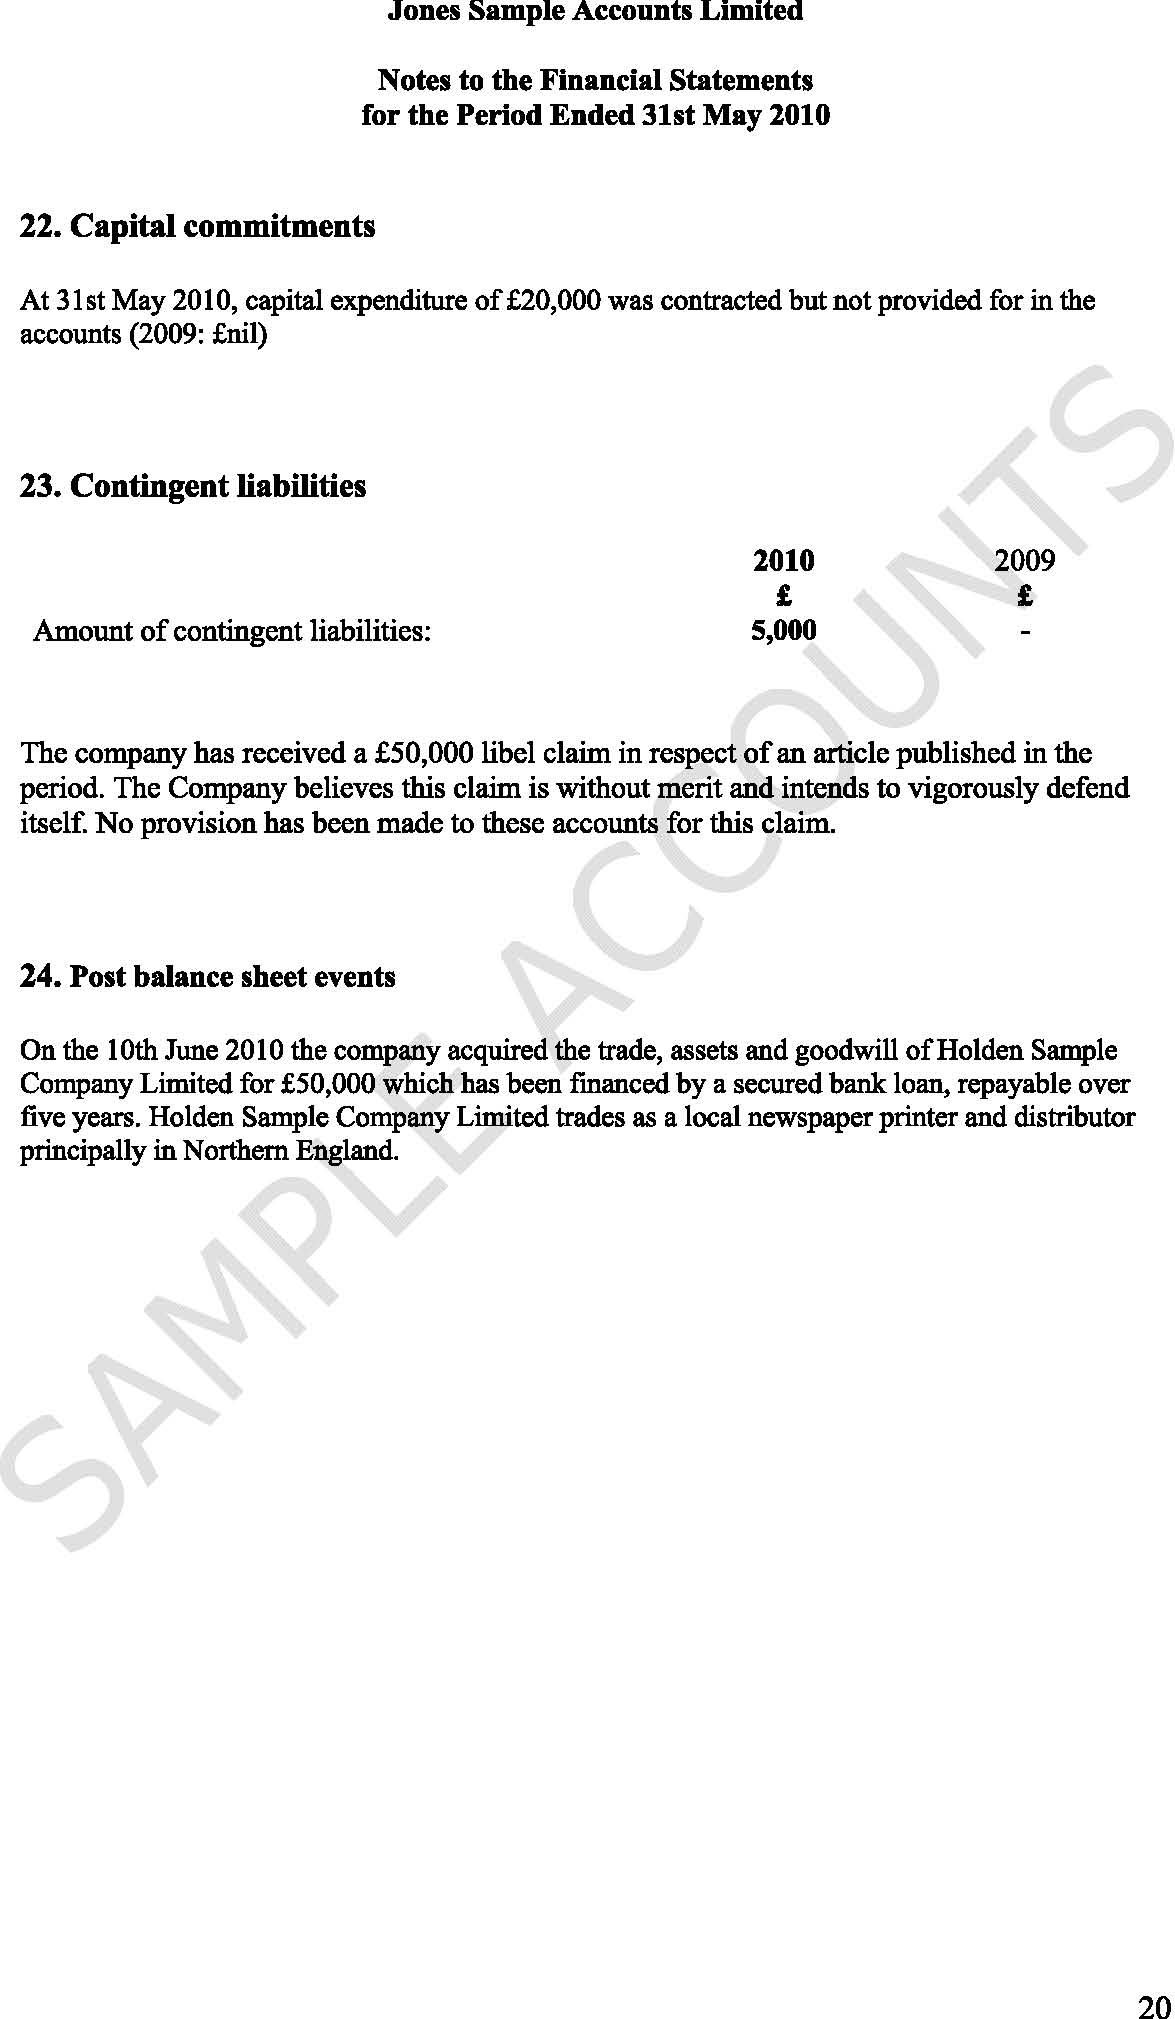 Jones Sample Accounts Limited
Notes to the Financial Statements
for the Period Ended 31st May 2010
22. Capital commitments
At 31st May 2010, capital expenditure of £20,000 was contracted but not provided for in the
accounts (2009: £nil)
23. Contingent liabilities
2010 2009
£ £
Amount of contingent liabilities: 5,000 -
The company has received a £50,000 libel claim in respect of an article published in the
period. The Company believes this claim is without merit and intends to vigorously defend
itself. No provision has been made to these accounts for this claim.
24. Post balance sheet events
On the 10th June 2010 the company acquired the trade, assets and goodwill of Holden Sample
Company Limited for £50,000 which has been financed by a secured bank loan, repayable over
five years. Holden Sample Company Limited trades as a local newspaper printer and distributor
principally in Northern England.
SAMPLE ACCOUNTS
20